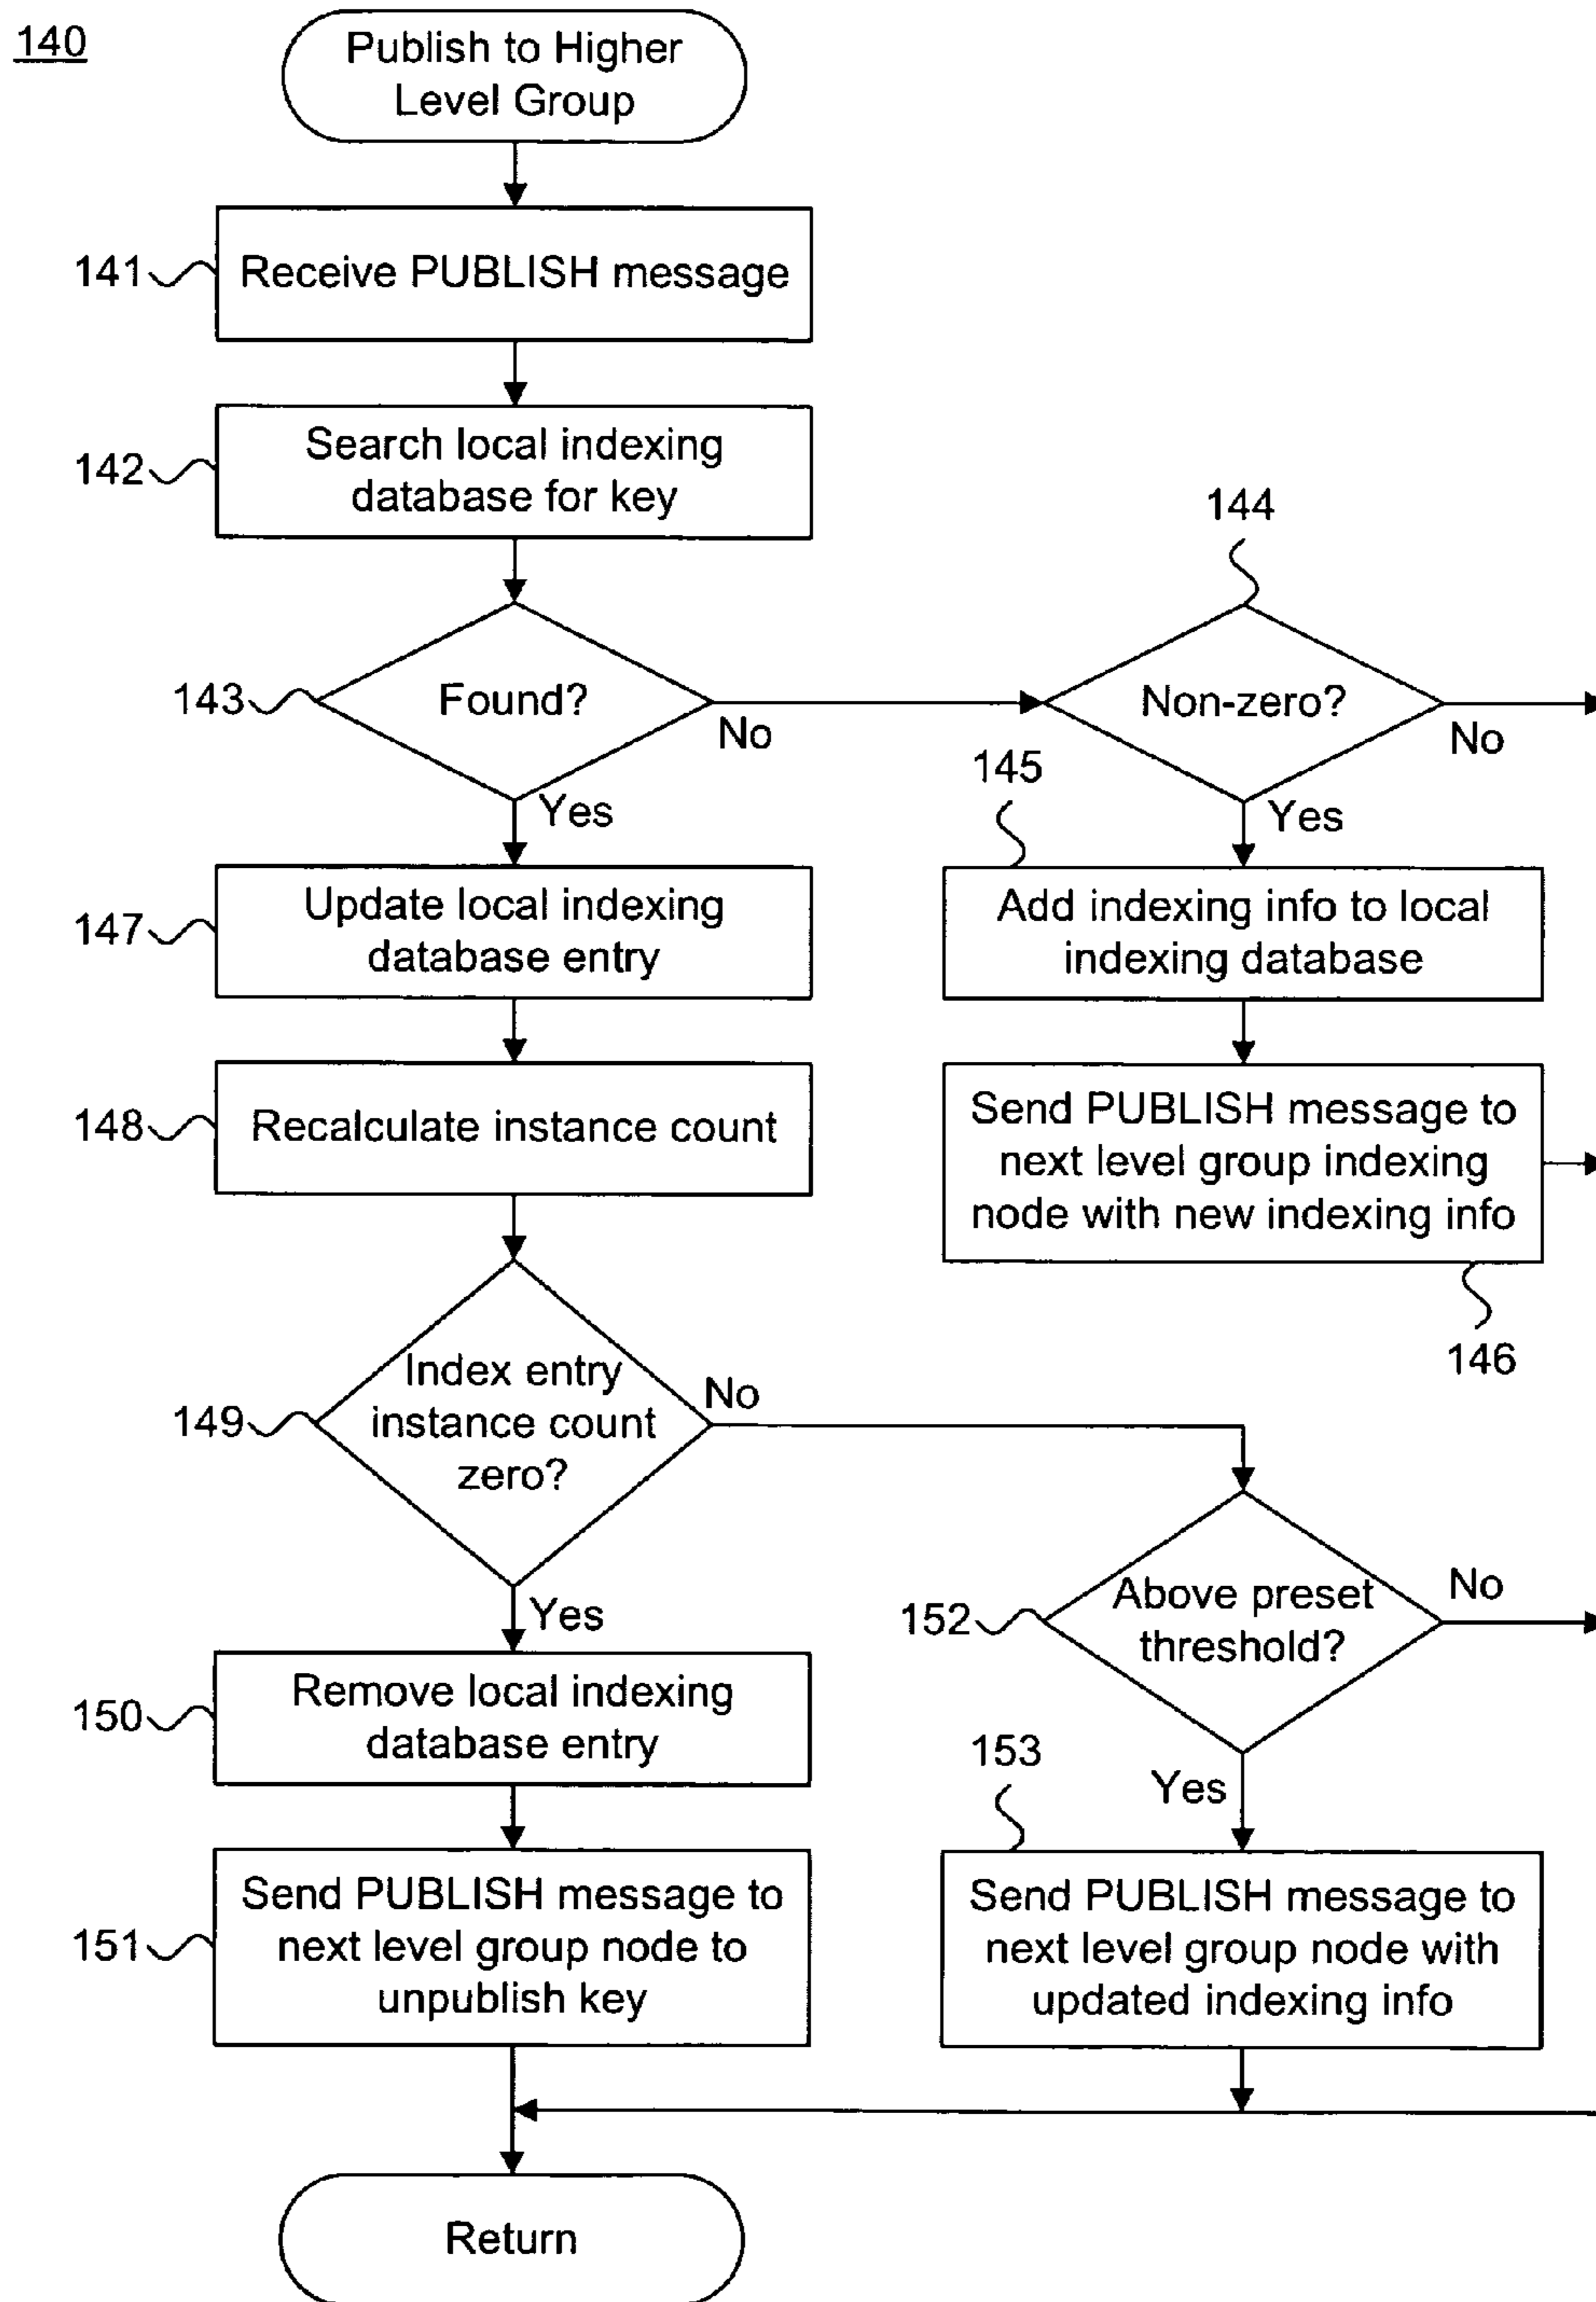 140
Publish to Higher
Level Group
141
Receive PUBLISH message
142
Search local indexing
database for key
143
Found?
No
Yes
144
Non-zero?
No
Yes
145
Add indexing info to local
indexing database
Send PUBLISH message to
next level group indexing
node with new indexing info
146
147
Update local indexing
database entry
148
Recalculate instance count
149
Index entry
instance count
zero?
No
Yes
152
Above preset
threshold?
No
Yes
150
Remove local indexing
database entry
151
Send PUBLISH message to
next level group node to
unpublish key
153
Send PUBLISH message to
next level group node with
updated indexing info
Return